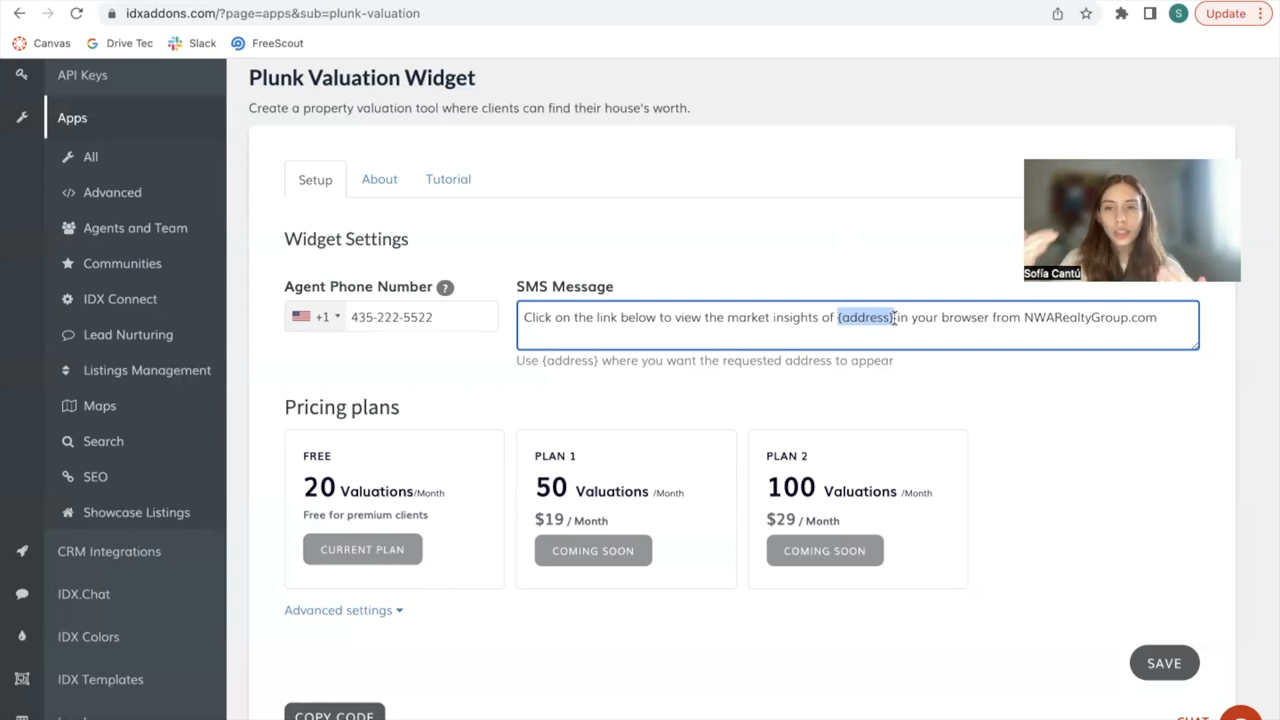 idxaddons.com/?page=apps&sub=plunk-valuation
S
Update
Canvas
Drive Tec
Slack
FreeScout
API Keys
Apps
All
Advanced
Agents and Team
Communities
IDX Connect
Lead Nurturing
Listings Management
Maps
Search
SEO
Showcase Listings
CRM Integrations
IDX.Chat
IDX Colors
IDX Templates
Plunk Valuation Widget
Create a property valuation tool where clients can find their house's worth.
Setup
About
Tutorial
Sofía Cantú
Widget Settings
Agent Phone Number ?
+1
435-222-5522
SMS Message
Click on the link below to view the market insights of {address} in your browser from NWARealtyGroup.com
Use {address} where you want the requested address to appear
Pricing plans
FREE
20 Valuations/Month
Free for premium clients
CURRENT PLAN
PLAN 1
50 Valuations /Month
$19 / Month
COMING SOON
PLAN 2
100 Valuations /Month
$29 / Month
COMING SOON
Advanced settings
SAVE
COPY CODE
CHAT